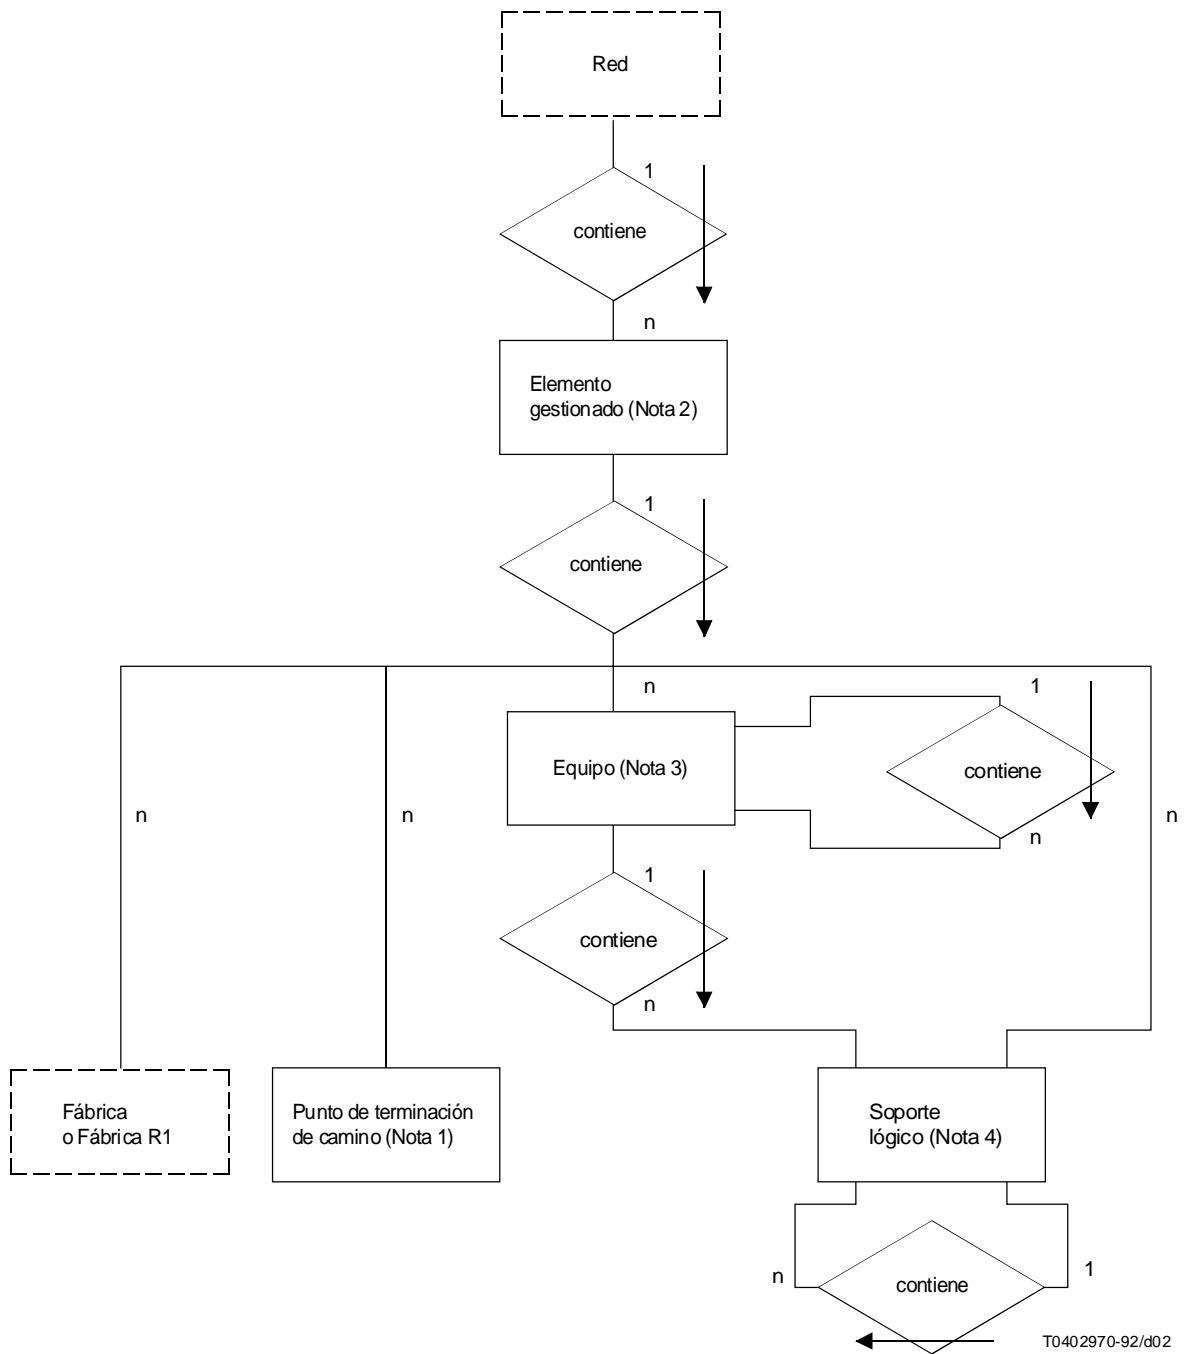 Red
1
contiene
n
Elemento
gestionado (Nota 2)
1
contiene
n
1
Equipo (Nota 3)
contiene
n
n
n
n
1
contiene
n
Fábrica
o Fábrica R1
Punto de terminación
de camino (Nota 1)
Soporte
lógico (Nota 4)
n
contiene
1
T0402970-92/d02